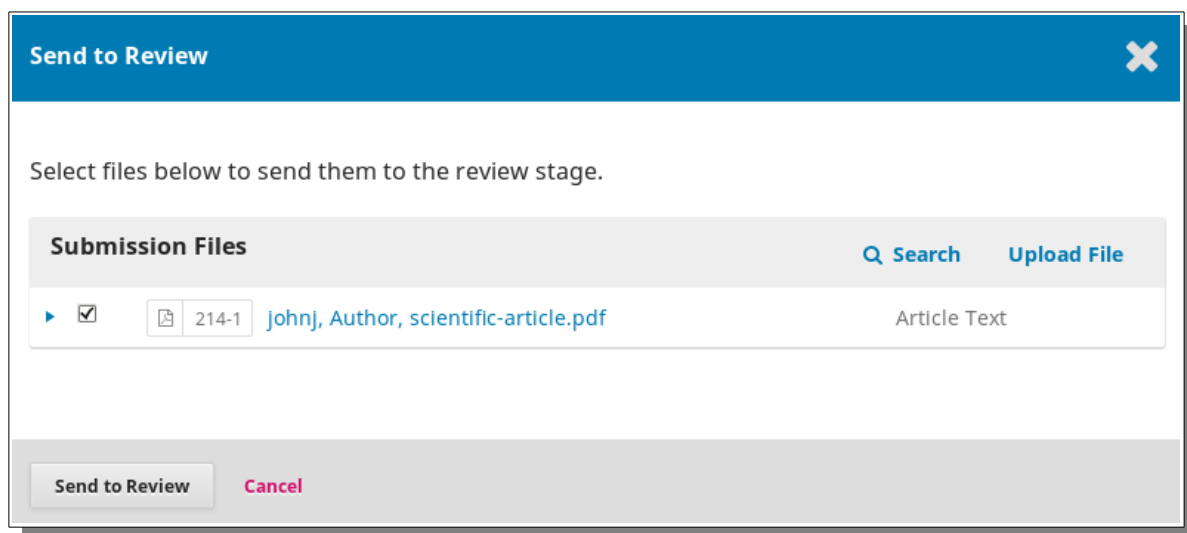 Send to Review
Select files below to send them to the review stage.
Submission Files
Search Upload File
214-1 johnj, Author, scientific-article.pdf Article Text
Send to Review Cancel